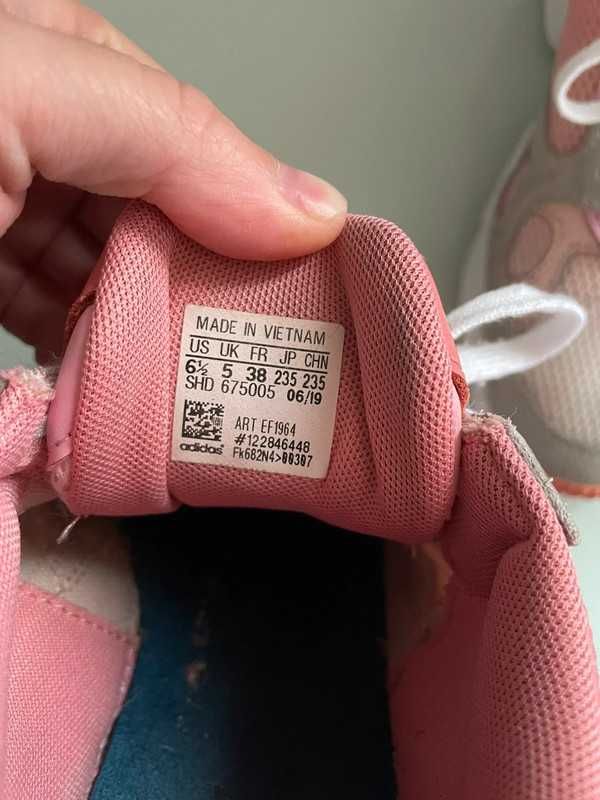 MADE IN VIETNAM
US UK FR JP CHN
6½ 5 38 235 235
SHD 675005 06/19
ART EF1964
#122846448
adidas Fk682N4>00307